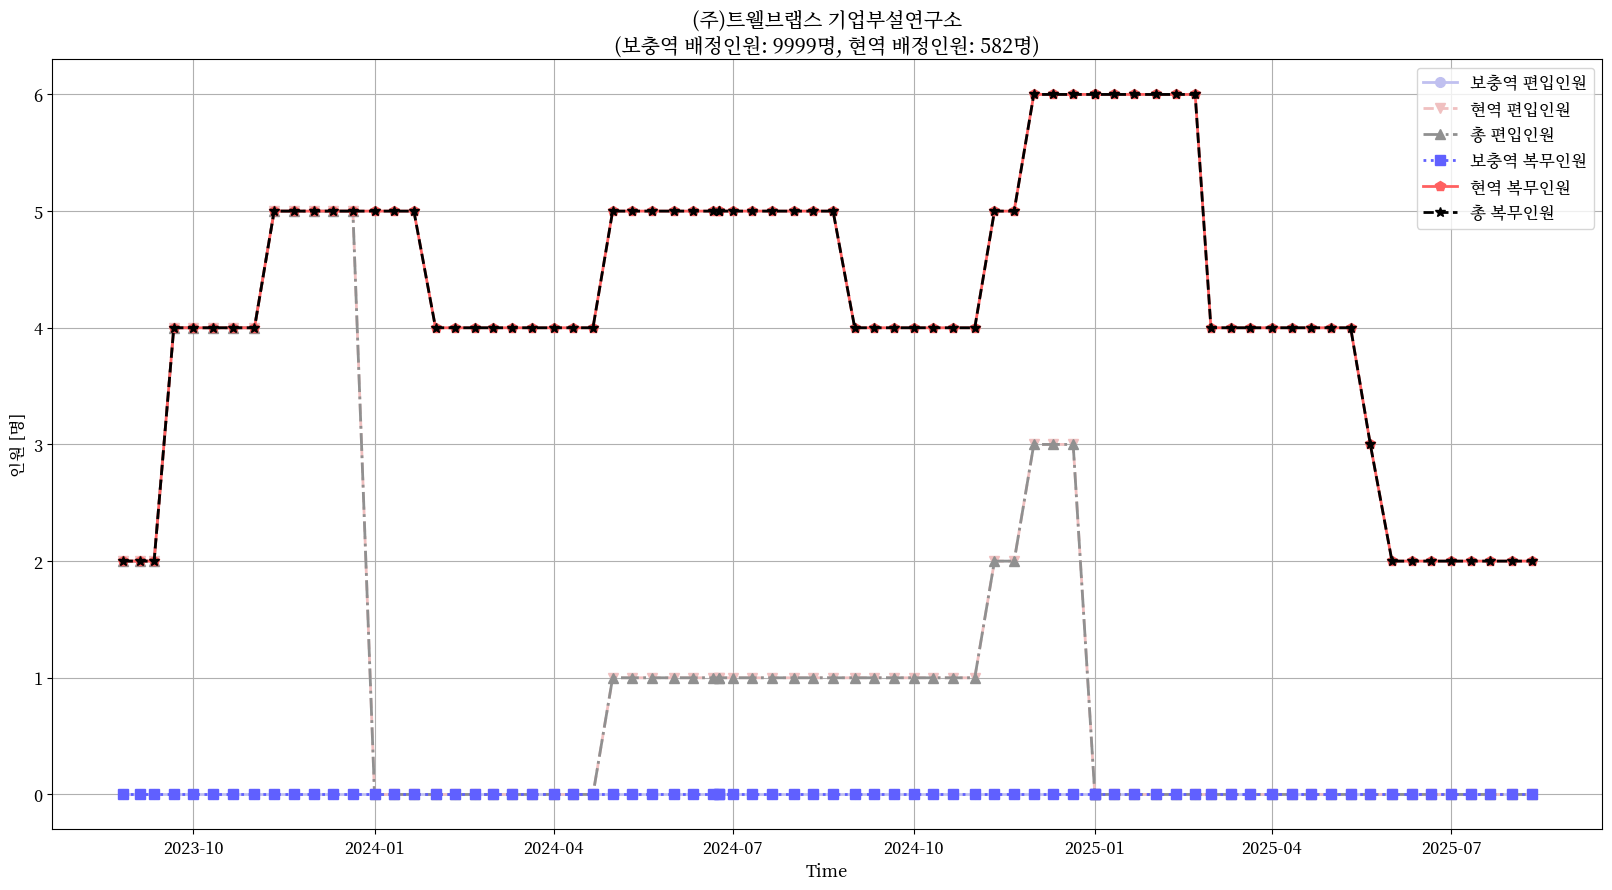 (주)트웰브랩스 기업부설연구소
(보충역 배정인원: 9999명, 현역 배정인원: 582명)
보충역 편입인원
현역 편입인원
총 편입인원
보충역 복무인원
현역 복무인원
총 복무인원
인원 [명]
6
5
4
3
2
1
0
2023-10
2024-01
2024-04
2024-07
2024-10
2025-01
2025-04
2025-07
Time